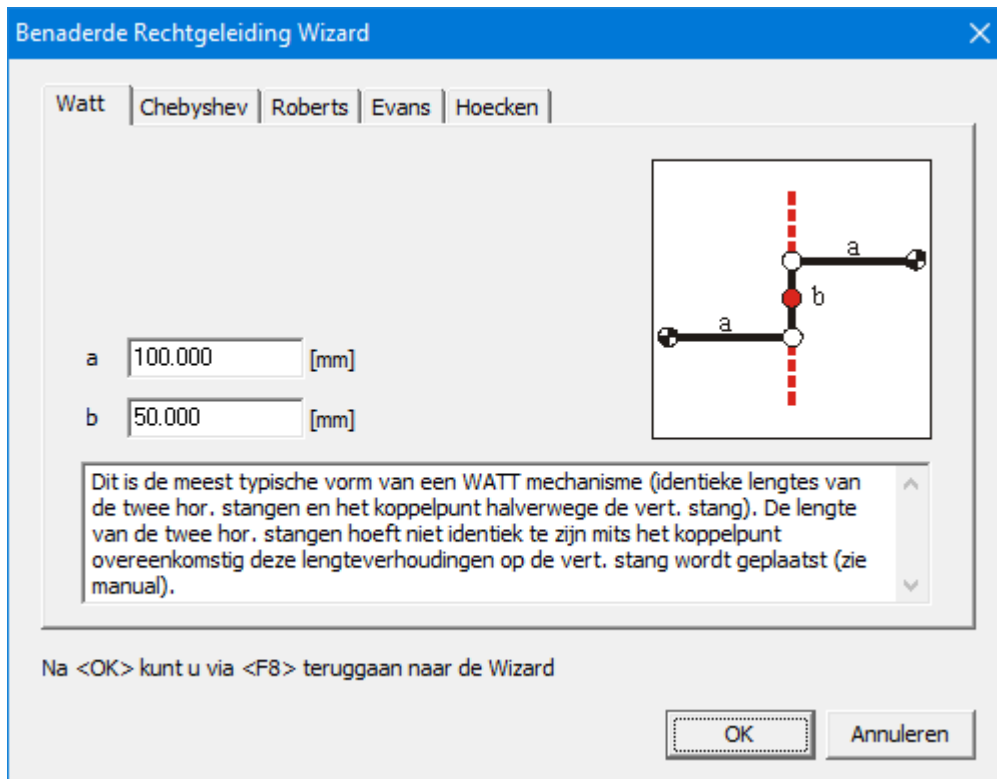 Benaderde Rechtgeleiding Wizard
Watt Chebyshev Roberts Evans Hoecken
a
b
a
a 100.000 [mm]
b 50.000 [mm]
Dit is de meest typische vorm van een WATT mechanisme (identieke lengtes van
de twee hor. stangen en het koppelpunt halverwege de vert. stang). De lengte
van de twee hor. stangen hoeft niet identiek te zijn mits het koppelpunt
overeenkomstig deze lengteverhoudingen op de vert. stang wordt geplaatst (zie
manual).
Na <OK> kunt u via <F8> teruggaan naar de Wizard
OK Annuleren